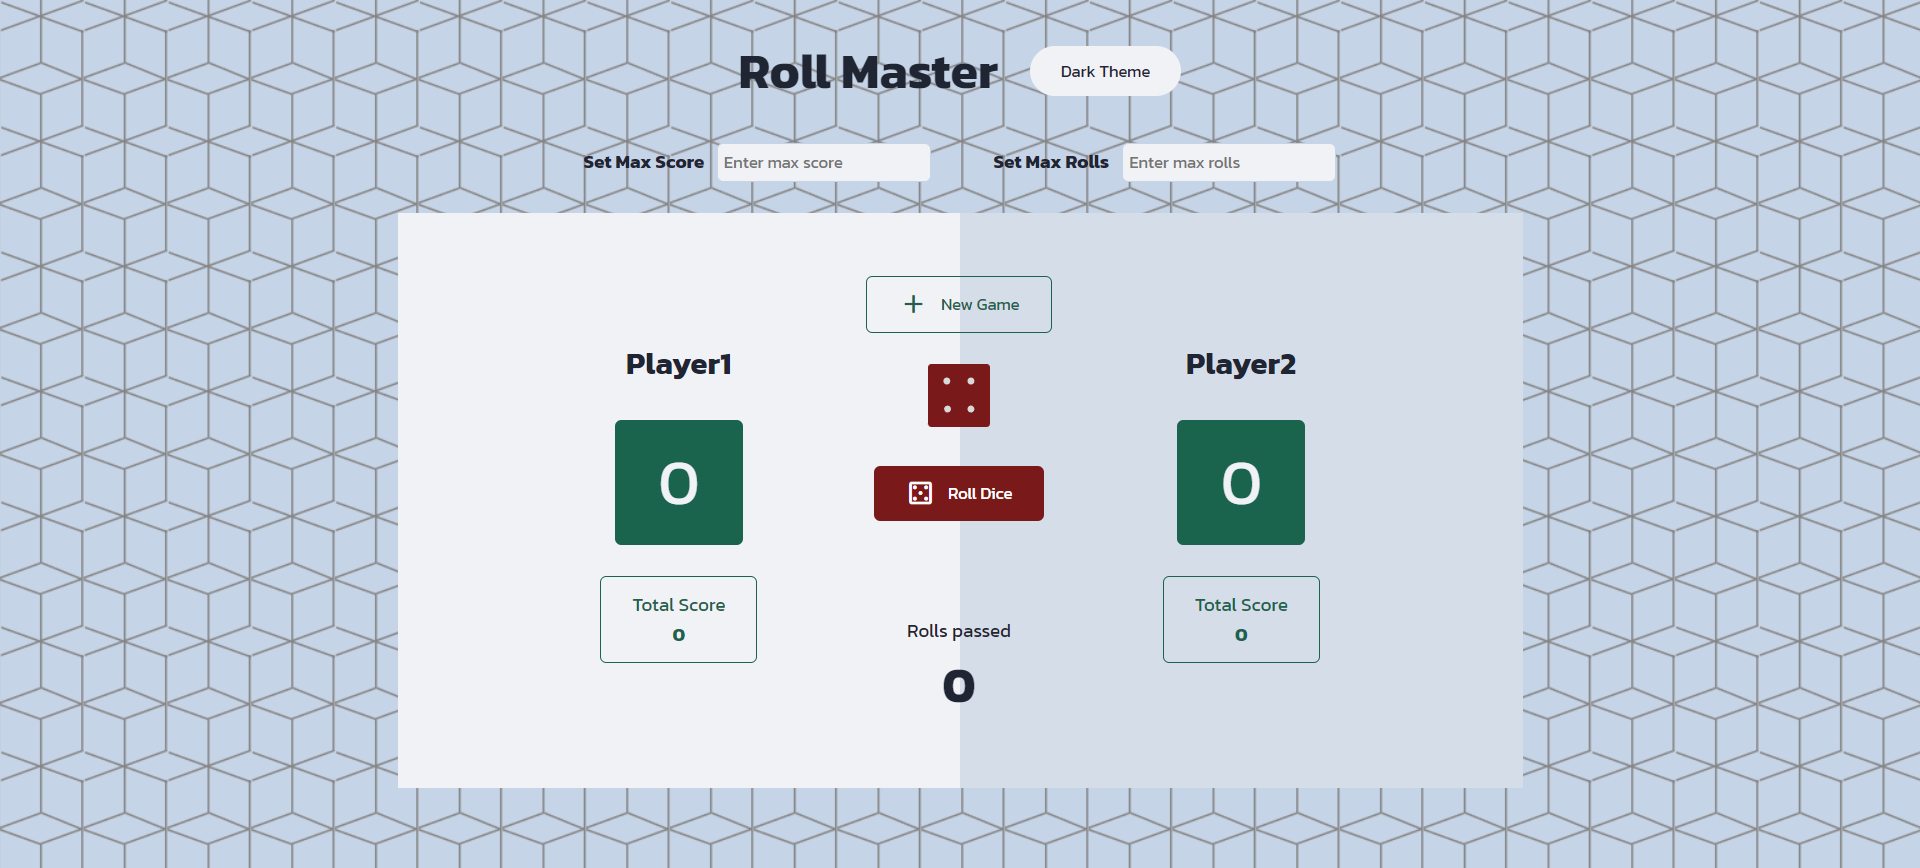 Roll Master
Dark Theme
Set Max Score
Enter max score
Set Max Rolls
Enter max rolls
New Game
Player1
Player2
0
Roll Dice
0
Total Score
0
Total Score
0
Rolls passed
0